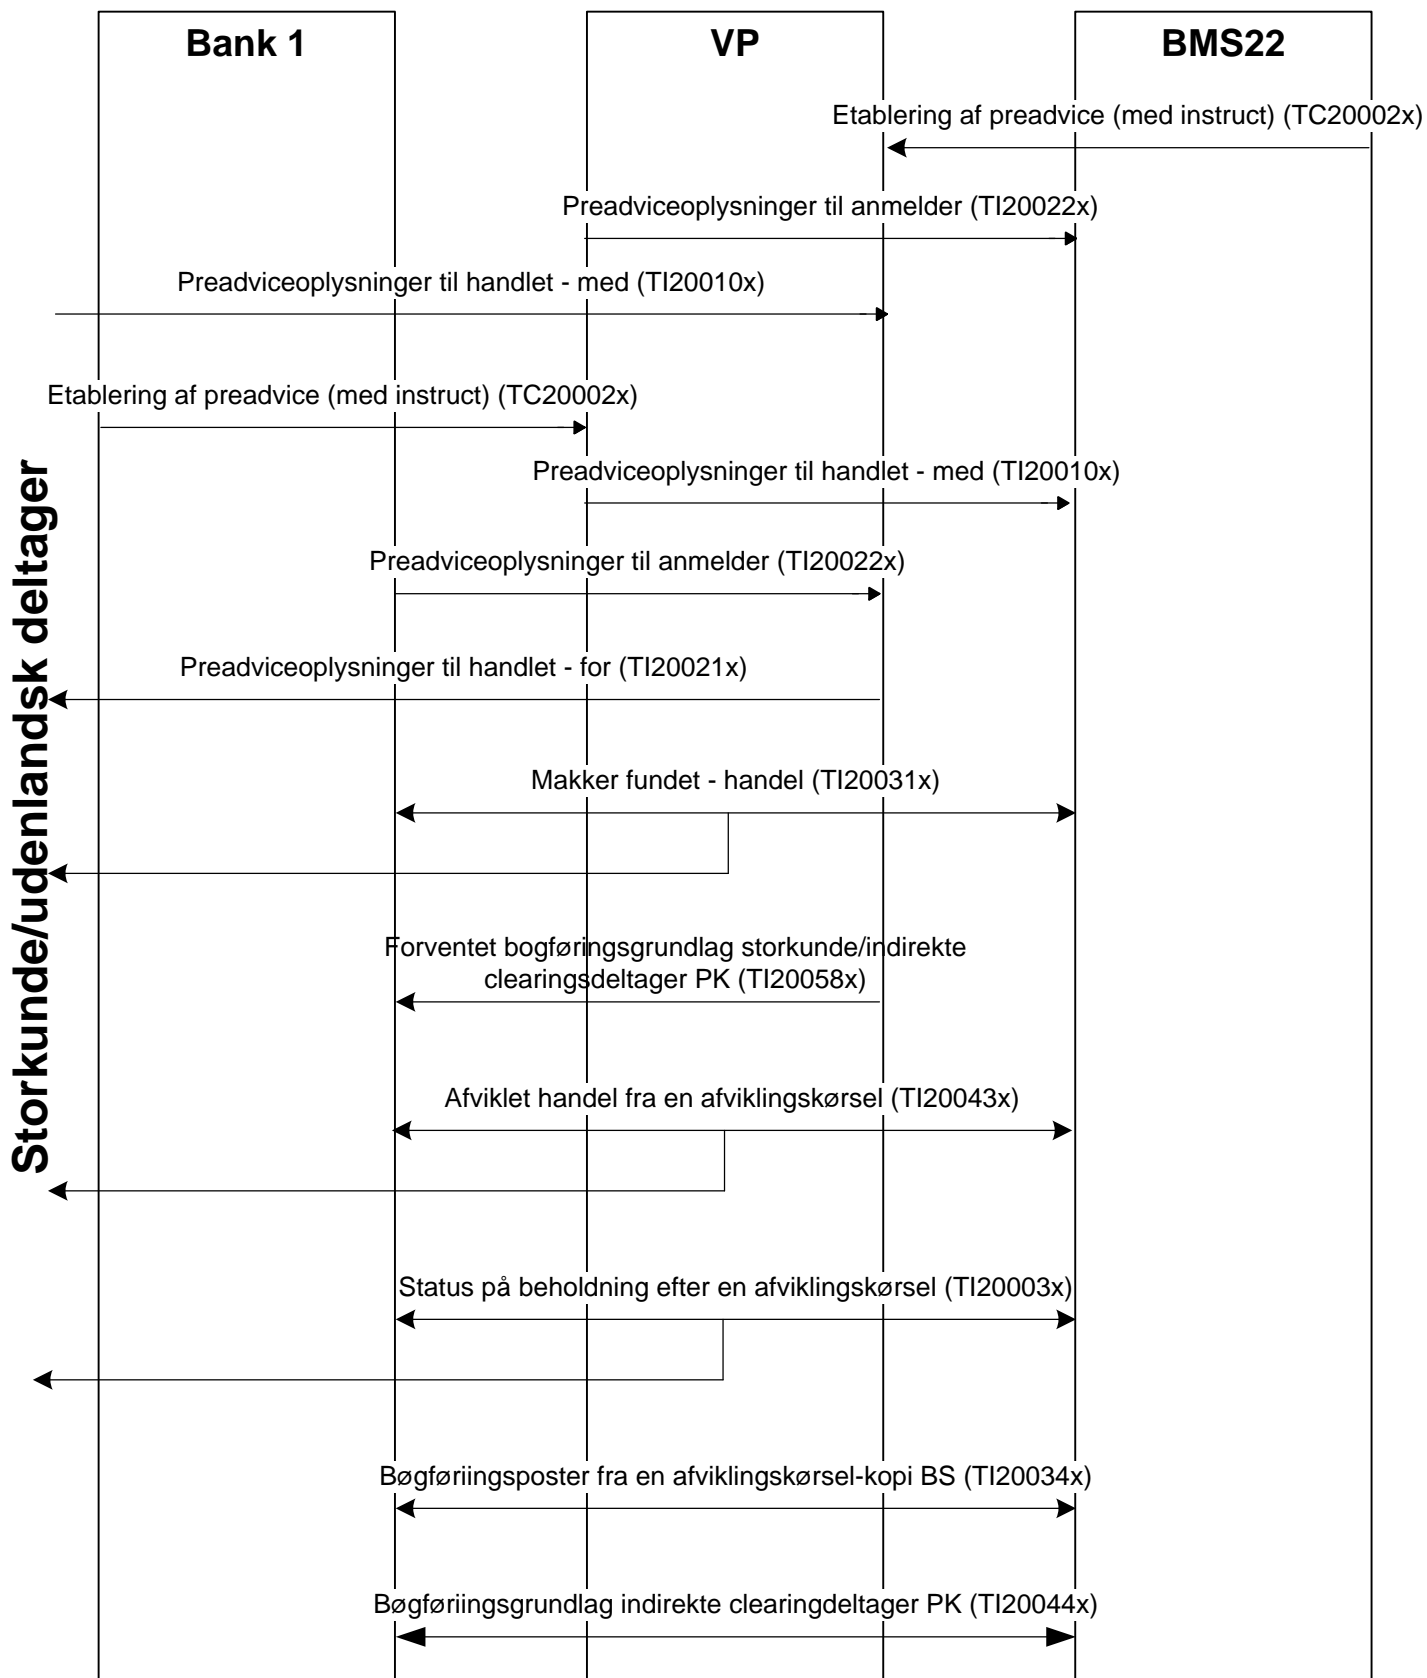 Bank 1
VP
BMS22
Etablering af preadvice (med instruct) (TC20002x)
Preadviceoplysninger til anmelder (TI20022x)
Preadviceoplysninger til handlet - med (TI20010x)
Etablering af preadvice (med instruct) (TC20002x)
Preadviceoplysninger til handlet - med (TI20010x)
Preadviceoplysninger til anmelder (TI20022x)
Preadviceoplysninger til handlet - for (TI20021x)
Storkunde/udenlandsk deltager
Makker fundet - handel (TI20031x)
Forventet bogføringsgrundlag storkunde/indirekte
clearingsdeltager PK (TI20058x)
Afviklet handel fra en afviklingskørsel (TI20043x)
Status på beholdning efter en afviklingskørsel (TI20003x)
Bøgføriingsposter fra en afviklingskørsel-kopi BS (TI20034x)
Bøgføriingsgrundlag indirekte clearingdeltager PK (TI20044x)